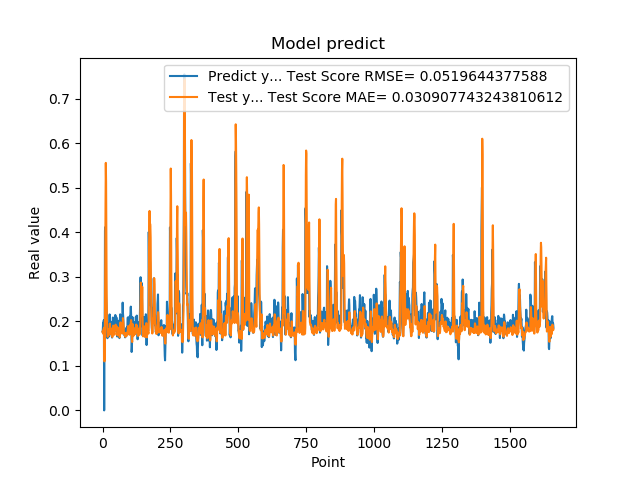 Model predict
Predict y... Test Score RMSE= 0.0519644377588
Test y... Test Score MAE= 0.030907743243810612
0.7
0.6
0.5
0.4
0.3
0.2
0.1
0.0
Real value
0 250 500 750 1000 1250 1500
Point